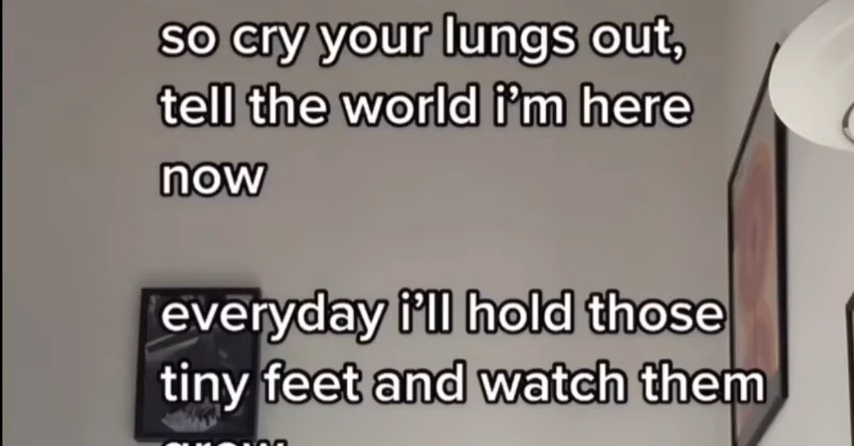 so cry your lungs out,
tell the world i'm here
now
everyday i'll hold those
tiny feet and watch them